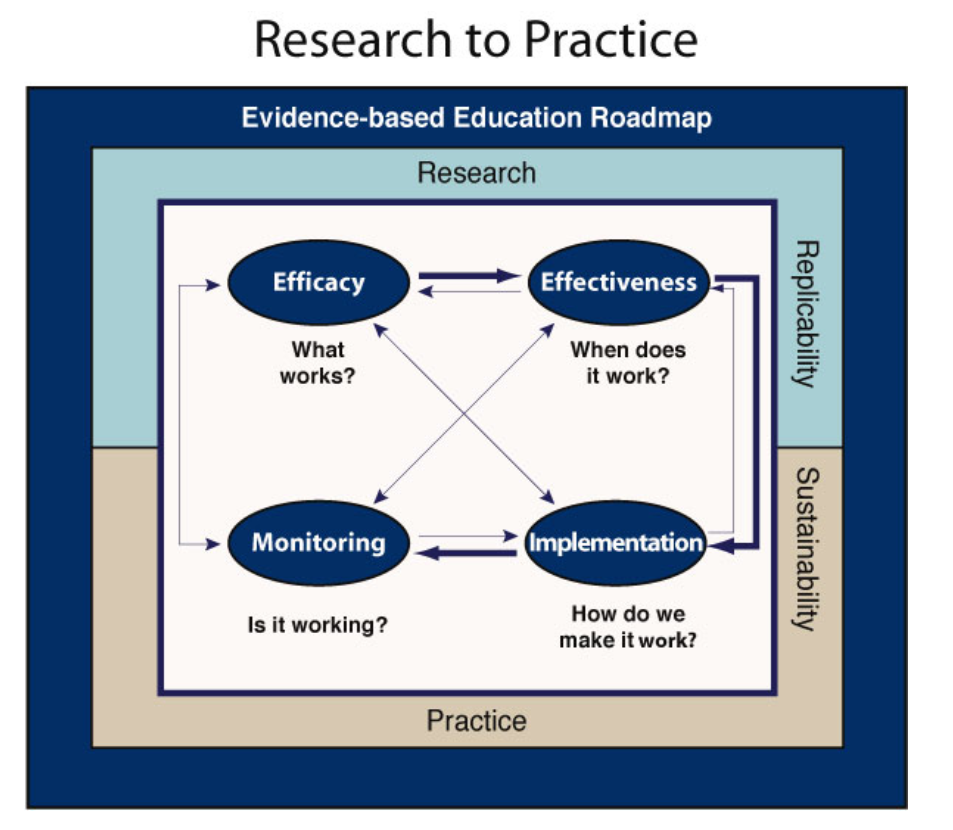 Research to Practice
Evidence-based Education Roadmap
Research
Replicability
Efficacy
Effectiveness
What
works?
When does
it work?
Sustainability
Monitoring
Implementation
Is it working?
How do we
make it work?
Practice